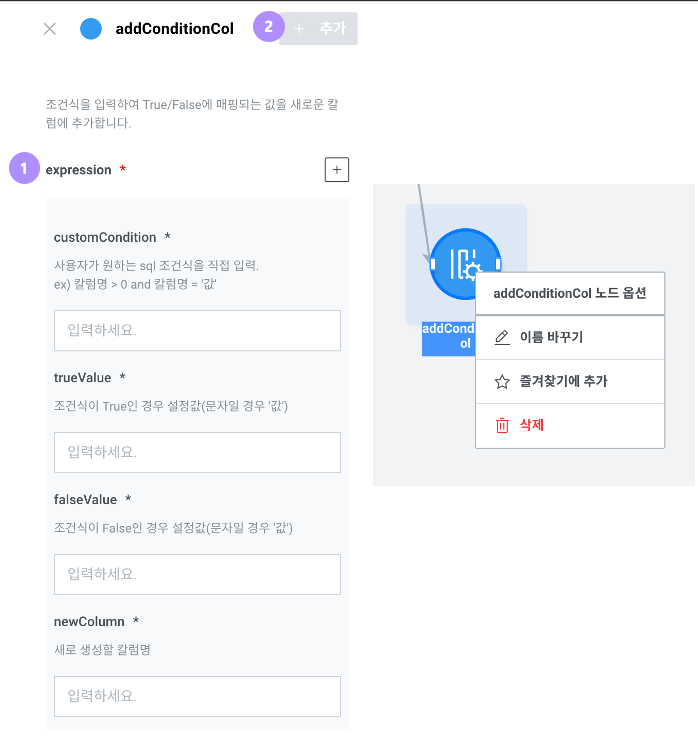 addConditionCol
2
+ 추가
조건식을 입력하여 True/False에 매핑되는 값을 새로운 칼
럼에 추가합니다.
1
expression *
+
customCondition *
사용자가 원하는 sql 조건식을 직접 입력.
ex) 칼럼명 > 0 and 칼럼명 = '값'
입력하세요.
trueValue *
조건식이 True인 경우 설정값(문자일 경우 '값')
입력하세요.
falseValue *
조건식이 False인 경우 설정값(문자일 경우 '값')
입력하세요.
newColumn *
새로 생성할 칼럼명
입력하세요.
addCond
ol
addConditionCol 노드 옵션
이름 바꾸기
즐겨찾기에 추가
삭제